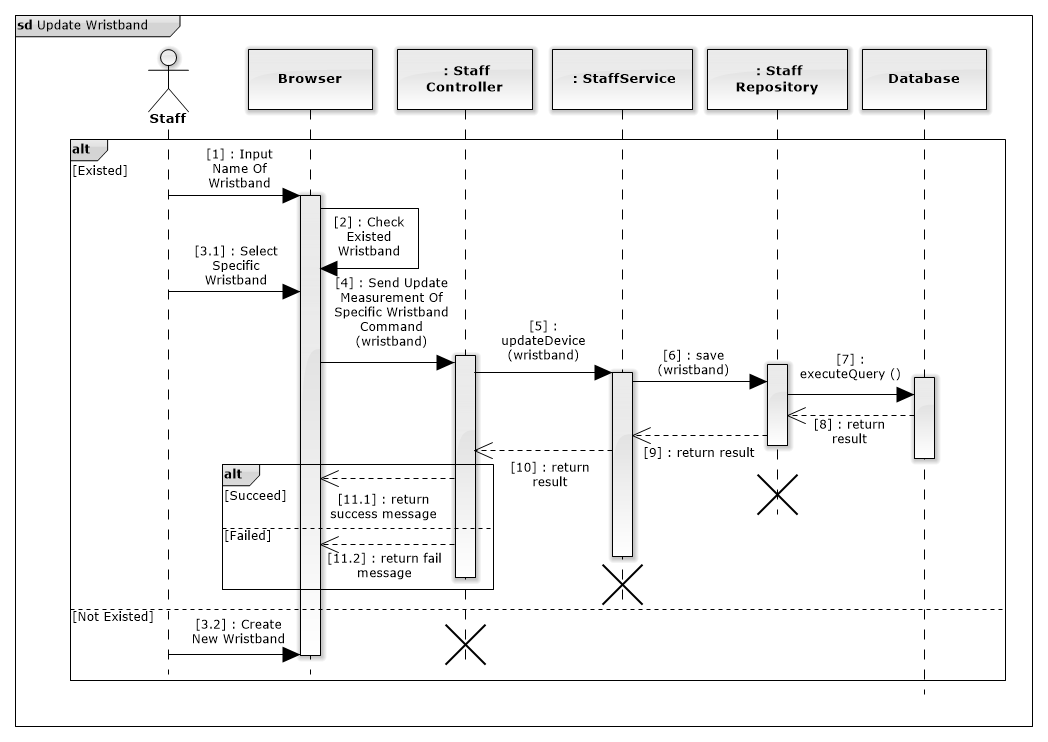 sd Update Wristband
Staff
Browser
: Staff
Controller
: StaffService
: Staff
Repository
Database
alt
[Existed]
[1] : Input
Name Of
Wristband
[2] : Check
Existed
Wristband
[3.1] : Select
Specific
Wristband
[4] : Send Update
Measurement Of
Specific Wristband
Command
(wristband)
[5] :
updateDevice
(wristband)
[6] : save
(wristband)
[7] :
executeQuery ()
[8] : return
result
[9] : return result
[10] : return
result
alt
[Succeed]
[11.1] : return
success message
[Failed]
[11.2] : return fail
message
[Not Existed]
[3.2] : Create
New Wristband